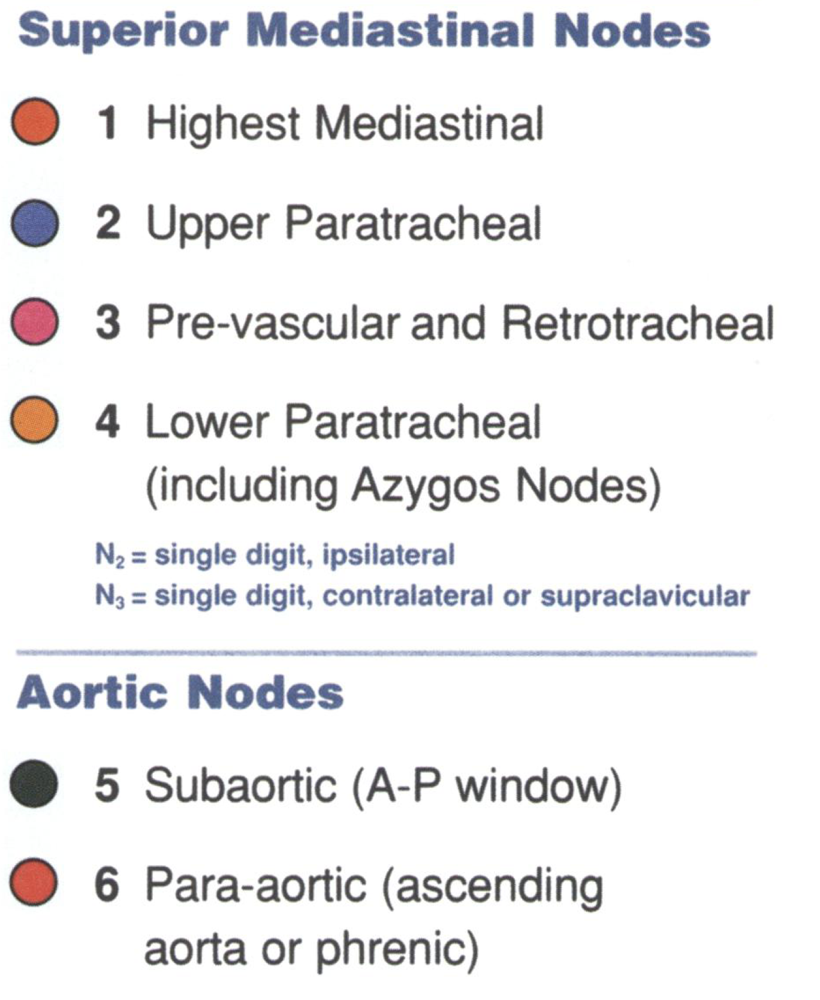 Superior Mediastinal Nodes
1 Highest Mediastinal
2 Upper Paratracheal
3 Pre-vascular and Retrotracheal
4 Lower Paratracheal
(including Azygos Nodes)
N₂ = single digit, ipsilateral
N₃ = single digit, contralateral or supraclavicular
Aortic Nodes
5 Subaortic (A-P window)
6 Para-aortic (ascending
aorta or phrenic)